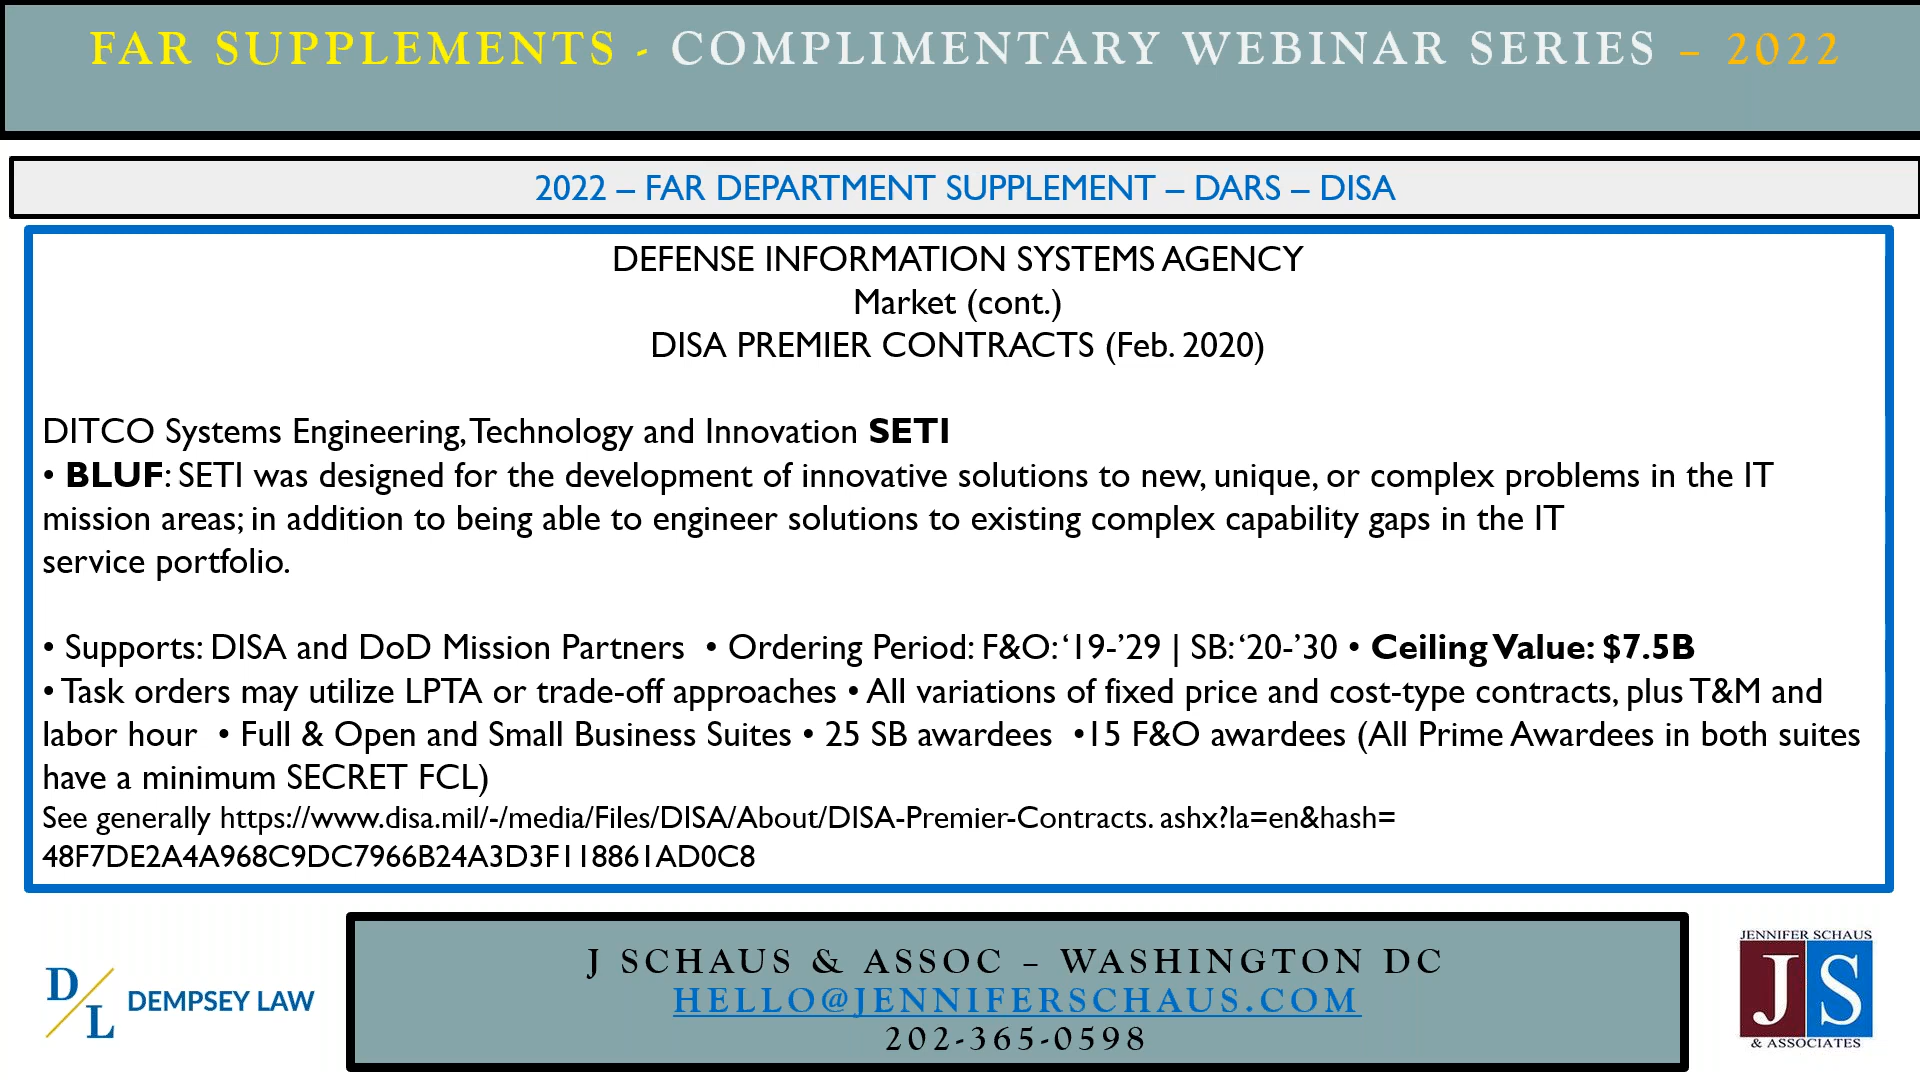 FAR SUPPLEMENTS - COMPLIMENTARY WEBINAR SERIES – 2022
2022 – FAR DEPARTMENT SUPPLEMENT – DARS – DISA
DEFENSE INFORMATION SYSTEMS AGENCY
Market (cont.)
DISA PREMIER CONTRACTS (Feb. 2020)
DITCO Systems Engineering, Technology and Innovation SETI
• BLUF: SETI was designed for the development of innovative solutions to new, unique, or complex problems in the IT
mission areas; in addition to being able to engineer solutions to existing complex capability gaps in the IT
service portfolio.
• Supports: DISA and DoD Mission Partners • Ordering Period: F&O: ‘19-’29 | SB: ‘20-’30 • Ceiling Value: $7.5B
• Task orders may utilize LPTA or trade-off approaches • All variations of fixed price and cost-type contracts, plus T&M and
labor hour • Full & Open and Small Business Suites • 25 SB awardees •15 F&O awardees (All Prime Awardees in both suites
have a minimum SECRET FCL)
See generally https://www.disa.mil/-/media/Files/DISA/About/DISA-Premier-Contracts. ashx?la=en&hash=
48F7DE2A4A968C9DC7966B24A3D3F118861AD0C8
J SCHAUS & ASSOC – WASHINGTON DC
HELLO@JENNIFERSCHAUS.COM
202-365-0598
D L DEMPSEY LAW
JENNIFER SCHAUS
JS
& ASSOCIATES